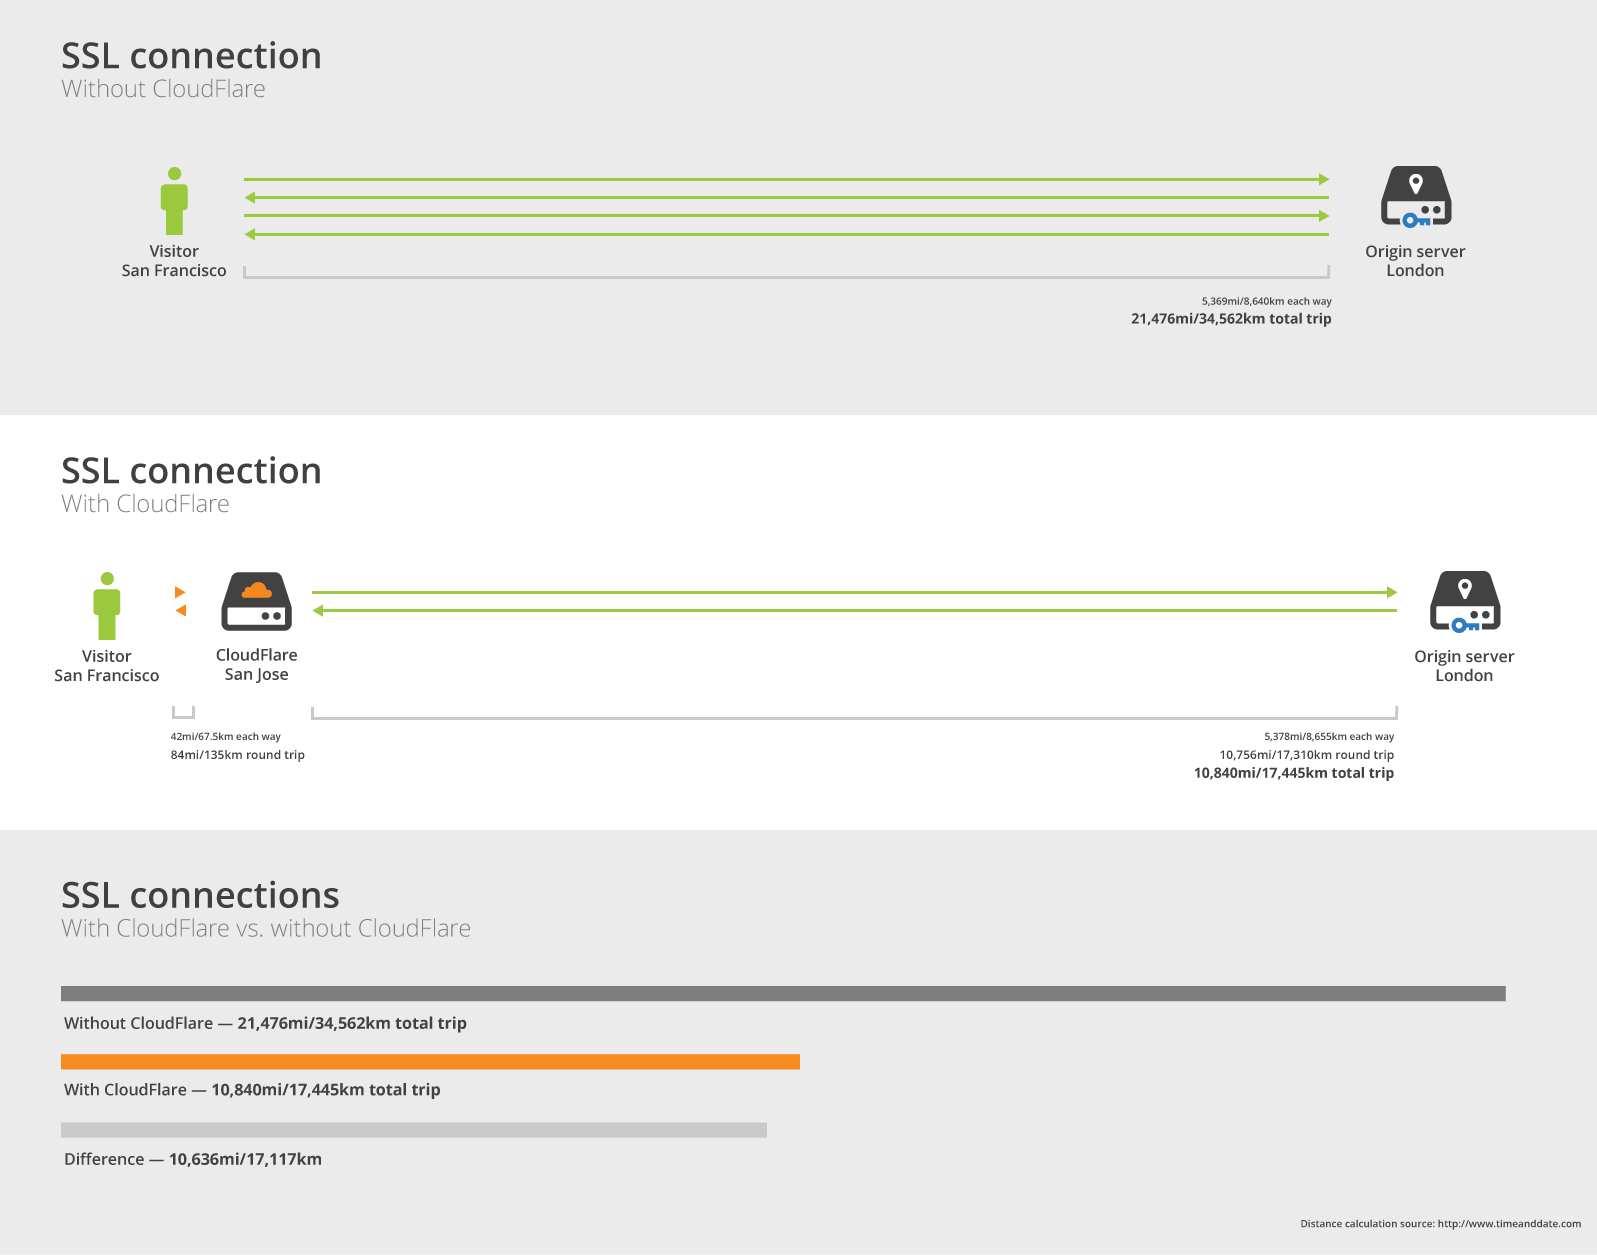 SSL connection
Without CloudFlare
Visitor
San Francisco
Origin server
London
5,369mi/8,640km each way
21,476mi/34,562km total trip
SSL connection
With CloudFlare
Visitor
San Francisco
CloudFlare
San Jose
Origin server
London
42mi/67.5km each way
84mi/135km round trip
5,378mi/8,655km each way
10,756mi/17,310km round trip
10,840mi/17,445km total trip
SSL connections
With CloudFlare vs. without CloudFlare
Without CloudFlare — 21,476mi/34,562km total trip
With CloudFlare — 10,840mi/17,445km total trip
Difference — 10,636mi/17,117km
Distance calculation source: http://www.timeanddate.com